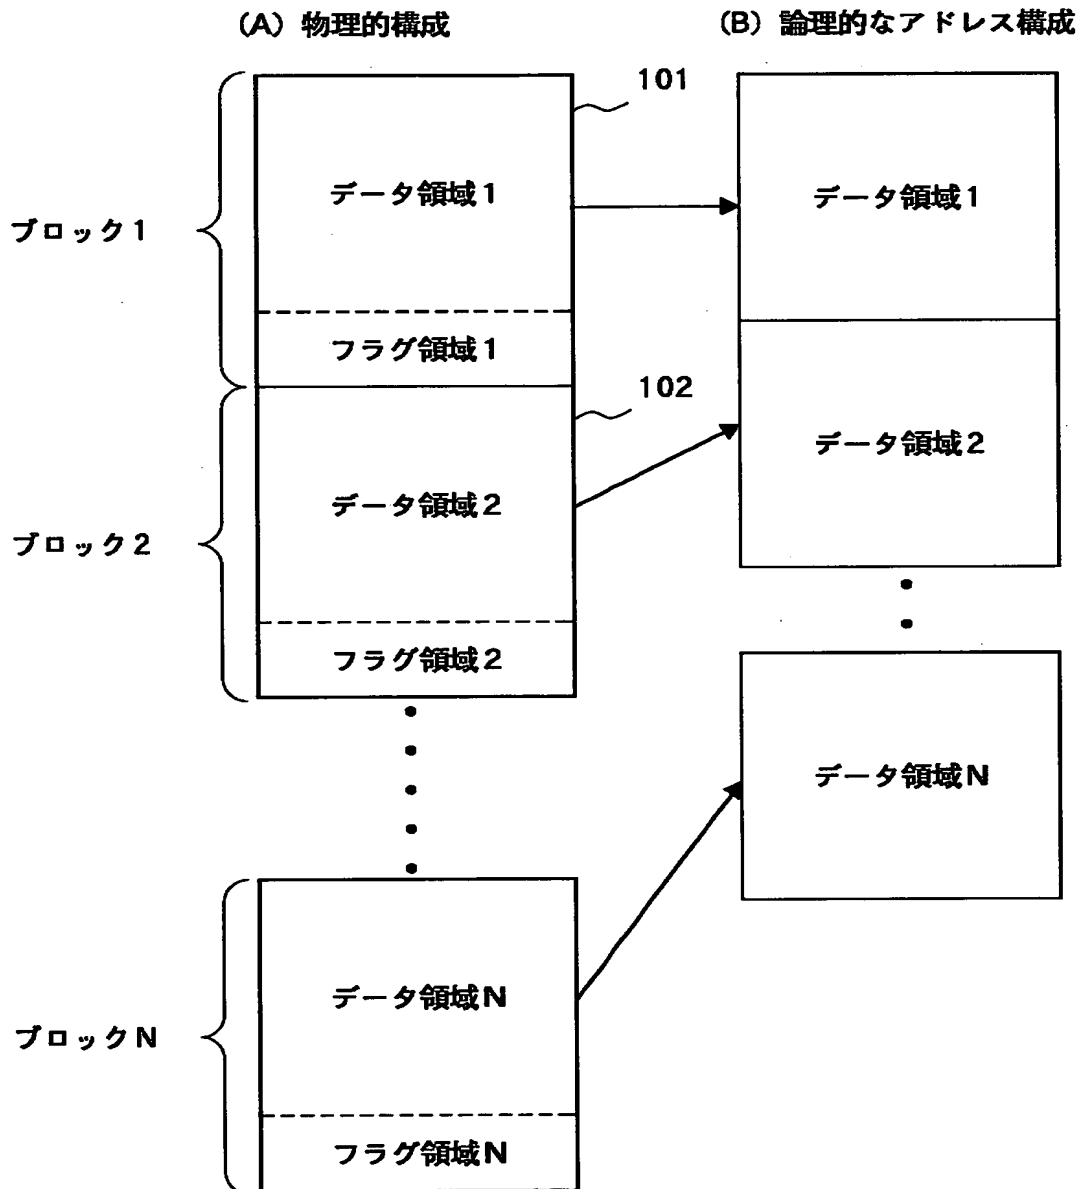 (A) 物理的構成
(B) 論理的なアドレス構成
101
データ領域1
データ領域1
ブロック1
フラグ領域1
102
データ領域2
データ領域2
ブロック2
フラグ領域2
データ領域N
データ領域N
ブロックN
フラグ領域N